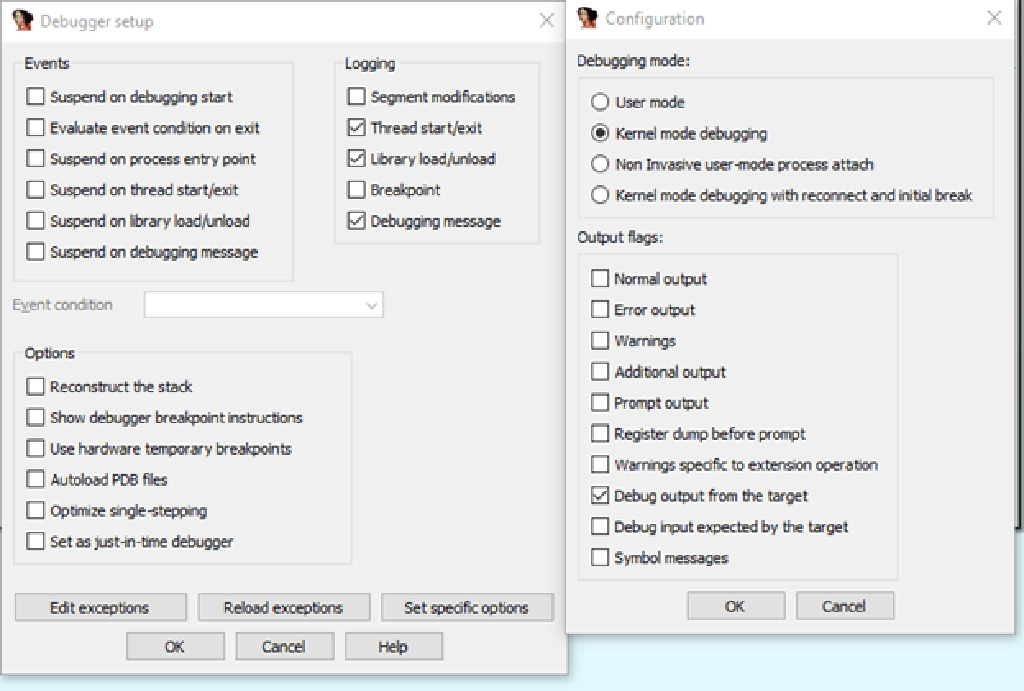 Debugger setup
Events
Suspend on debugging start
Evaluate event condition on exit
Suspend on process entry point
Suspend on thread start/exit
Suspend on library load/unload
Suspend on debugging message
Logging
Segment modifications
Thread start/exit
Library load/unload
Breakpoint
Debugging message
Event condition
Options
Reconstruct the stack
Show debugger breakpoint instructions
Use hardware temporary breakpoints
Autoload PDB files
Optimize single-stepping
Set as just-in-time debugger
Edit exceptions
Reload exceptions
Set specific options
OK
Cancel
Help
Configuration
Debugging mode:
User mode
Kernel mode debugging
Non Invasive user-mode process attach
Kernel mode debugging with reconnect and initial break
Output flags:
Normal output
Error output
Warnings
Additional output
Prompt output
Register dump before prompt
Warnings specific to extension operation
Debug output from the target
Debug input expected by the target
Symbol messages
OK
Cancel